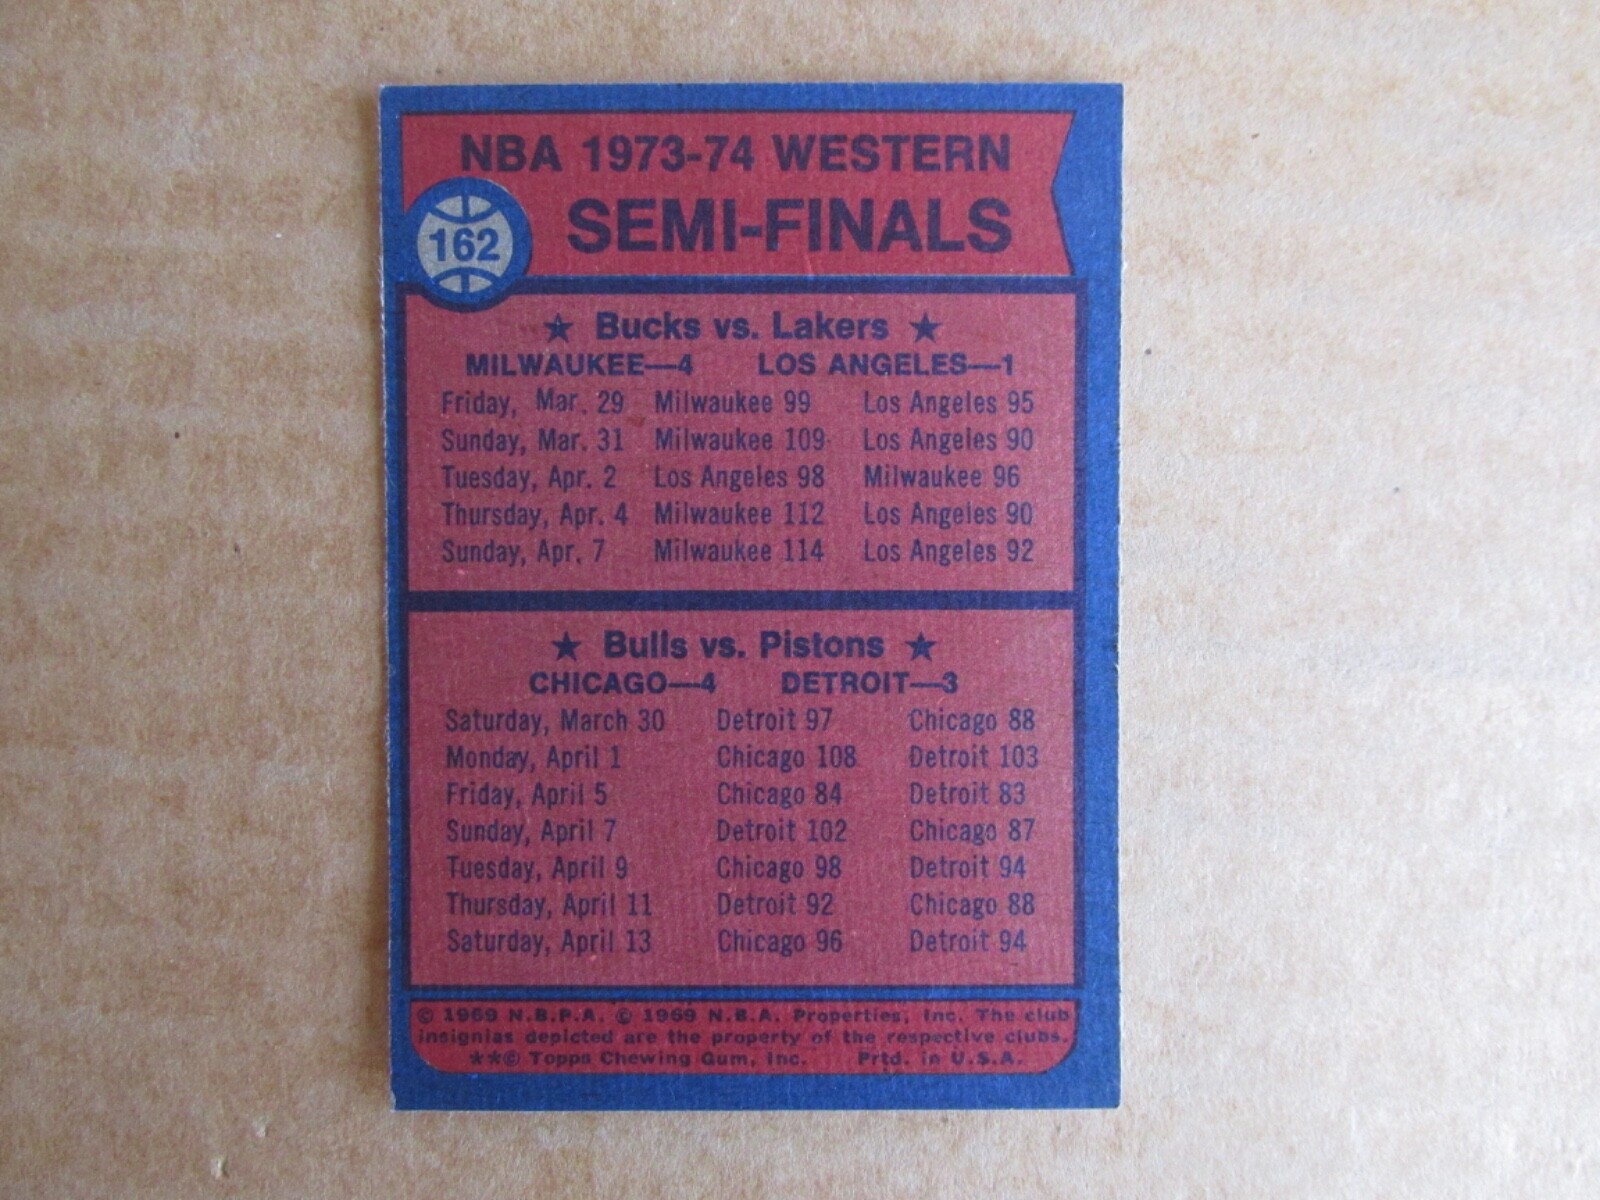 NBA 1973-74 WESTERN
SEMI-FINALS
162
★ Bucks vs. Lakers ★
MILWAUKEE—4 LOS ANGELES—1
Friday, Mar. 29 Milwaukee 99 Los Angeles 95
Sunday, Mar. 31 Milwaukee 109 Los Angeles 90
Tuesday, Apr. 2 Los Angeles 98 Milwaukee 96
Thursday, Apr. 4 Milwaukee 112 Los Angeles 90
Sunday, Apr. 7 Milwaukee 114 Los Angeles 92
★ Bulls vs. Pistons ★
CHICAGO—4 DETROIT—3
Saturday, March 30 Detroit 97 Chicago 88
Monday, April 1 Chicago 108 Detroit 103
Friday, April 5 Chicago 84 Detroit 83
Sunday, April 7 Detroit 102 Chicago 87
Tuesday, April 9 Chicago 98 Detroit 94
Thursday, April 11 Detroit 92 Chicago 88
Saturday, April 13 Chicago 96 Detroit 94
© 1969 N.B.P.A. © 1969 N.B.A. Properties, Inc. The club
insignias depicted are the property of the respective clubs.
**© Topps Chewing Gum, Inc. Prtd. in U.S.A.